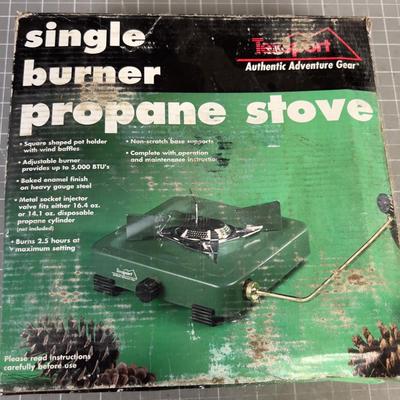 single
burner
propane stove
Texsport
Authentic Adventure Gear
• Square shaped pot holder
with wind baffles
• Adjustable burner
provides up to 5,000 BTU's
• Baked enamel finish
on heavy gauge steel
• Metal socket injector
valve fits either 16.4 oz.
or 14.1 oz. disposable
propane cylinder
(not included)
• Burns 2.5 hours at
maximum setting
• Non-scratch base supports
• Complete with operation
and maintenance
Please read instructions
carefully before use